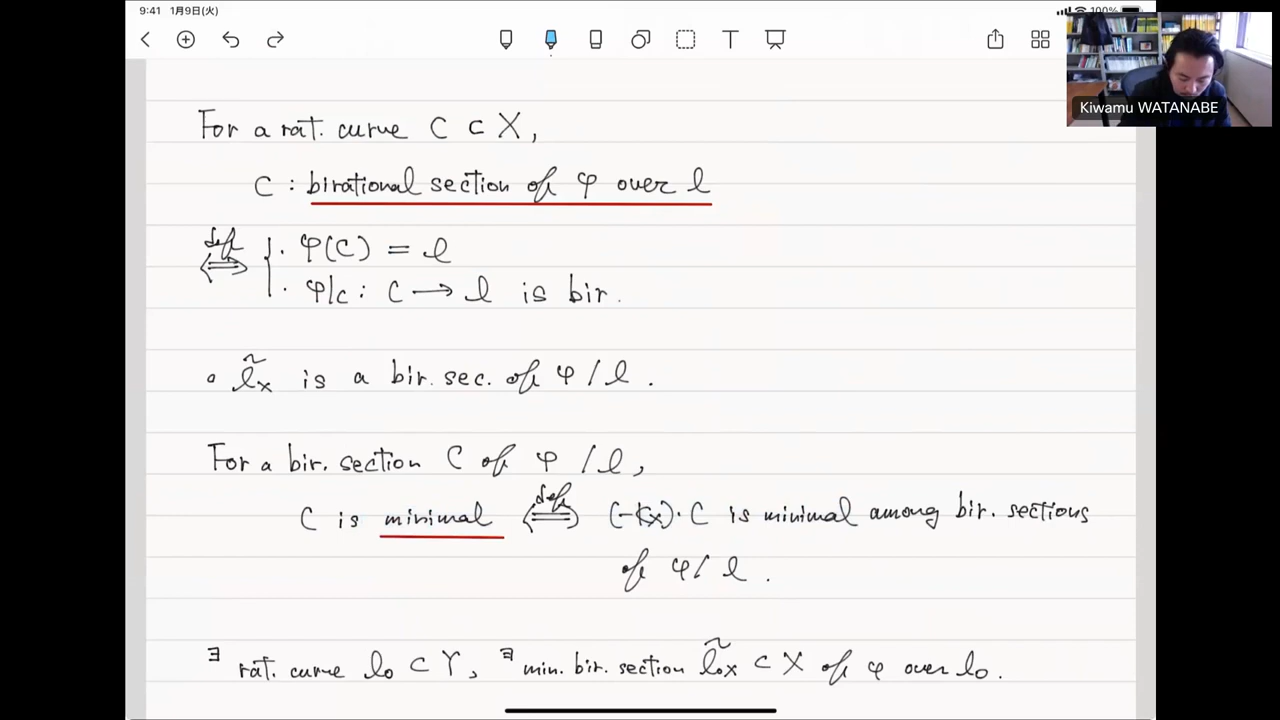 9:41 1月9日(火)
100%
T
Kiwamu WATANABE
For a rat. curve C ⊂ X,
C : birational section of φ over l
def
⟺ { · φ(C) = l
· φ|c : C ⟶ l is bir.
∘ l̃x is a bir. sec. of φ / l .
For a bir. section C of φ / l ,
C is minimal ⟺ def (-Kx) · C is minimal among bir. sections
of φ / l .
∃ rat. curve l₀ ⊂ Y, ∃ min. bir. section l̃₀x ⊂ X of φ over l₀ .